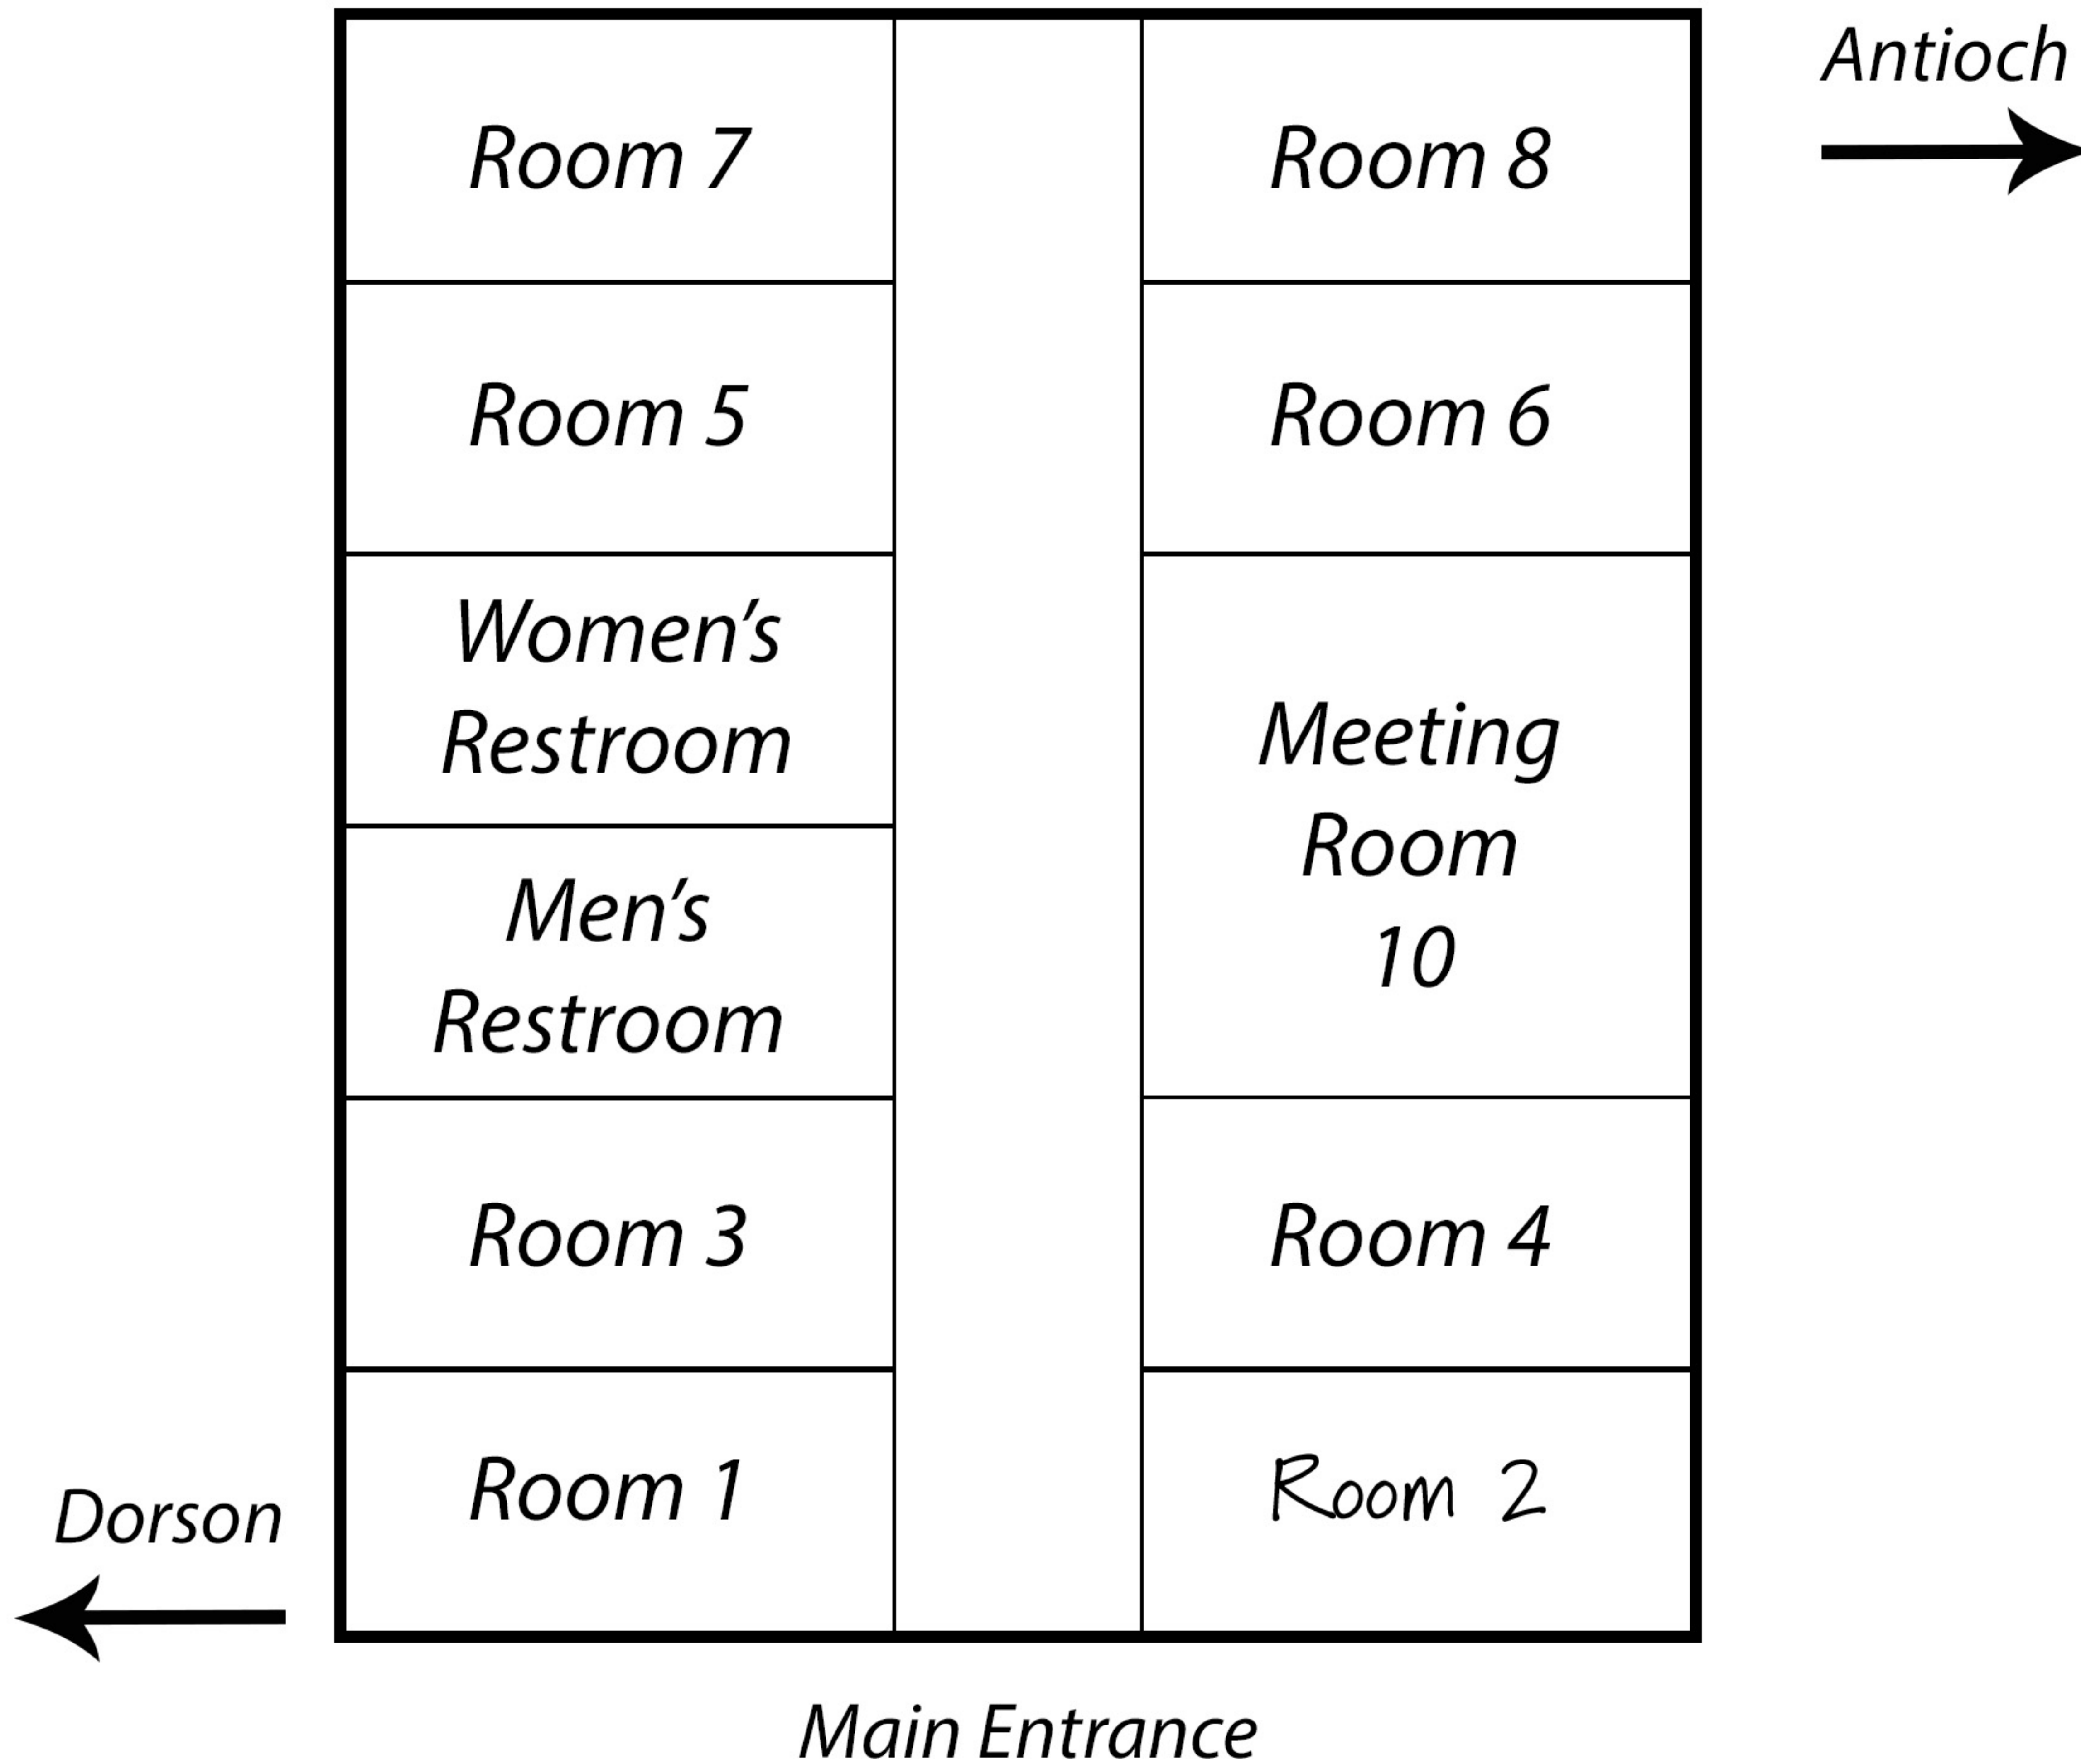 Antioch
Room 7
Room 8
Room 5
Room 6
Women's
Restroom
Meeting
Room
10
Men's
Restroom
Room 3
Room 4
Room 1
Room 2
Dorson
Main Entrance